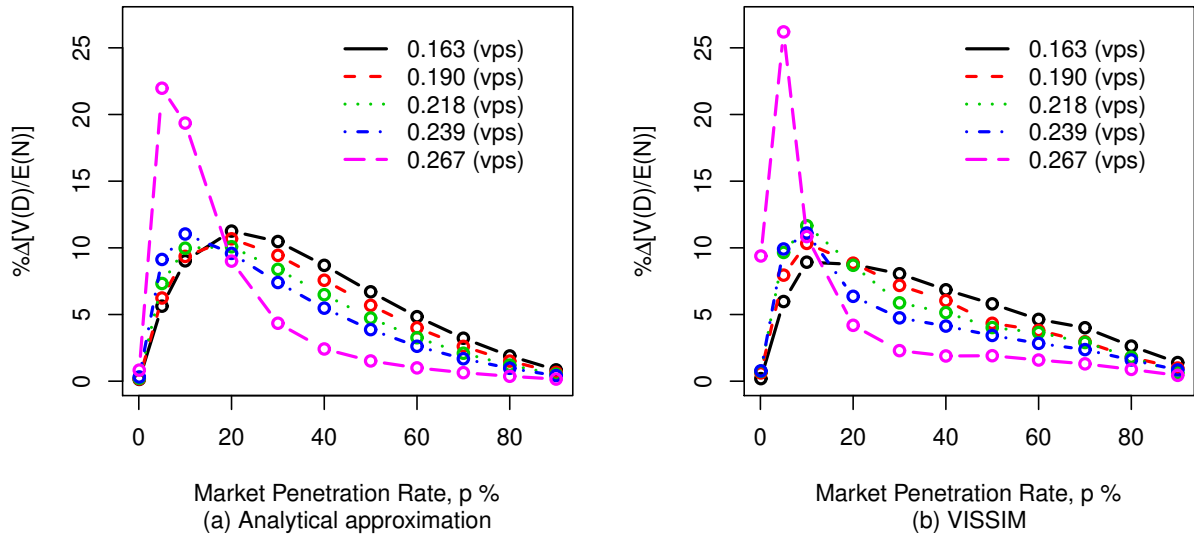 %Δ[V(D)/E(N)]
25
20
15
10
5
0
0.163 (vps)
0.190 (vps)
0.218 (vps)
0.239 (vps)
0.267 (vps)
0 20 40 60 80
Market Penetration Rate, p %
(a) Analytical approximation
%Δ[V(D)/E(N)]
25
20
15
10
5
0
0.163 (vps)
0.190 (vps)
0.218 (vps)
0.239 (vps)
0.267 (vps)
0 20 40 60 80
Market Penetration Rate, p %
(b) VISSIM